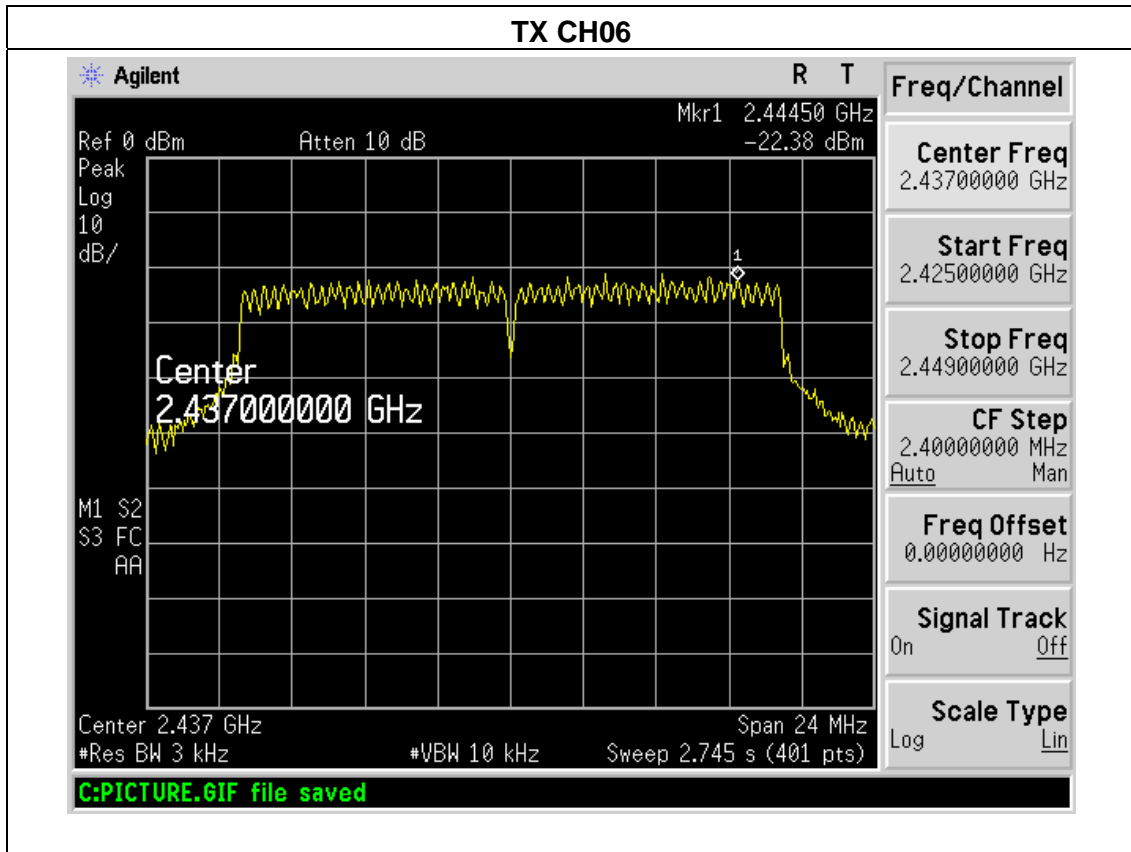 TX CH06
Agilent R T
Mkr1 2.44450 GHz
Ref 0 dBm Atten 10 dB -22.38 dBm
Peak
Log
10
dB/
1
Center
2.437000000 GHz
M1 S2
S3 FC
AA
Center 2.437 GHz Span 24 MHz
#Res BW 3 kHz #VBW 10 kHz Sweep 2.745 s (401 pts)
C:PICTURE.GIF file saved
Freq/Channel
Center Freq
2.43700000 GHz
Start Freq
2.42500000 GHz
Stop Freq
2.44900000 GHz
CF Step
2.40000000 MHz
Auto Man
Freq Offset
0.00000000 Hz
Signal Track
On Off
Scale Type
Log Lin